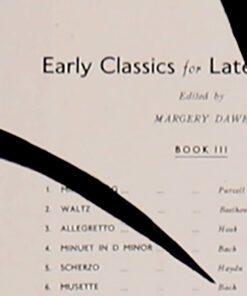 Early Classics for Late
Edited by
MARGERY DAWE
BOOK III
1. ... ... Purcell
2. WALTZ ... ... Beethov
3. ALLEGRETTO ... ... Hook
4. MINUET IN D MINOR ... Bach
5. SCHERZO ... ... Haydn
6. MUSETTE ... ... Bach